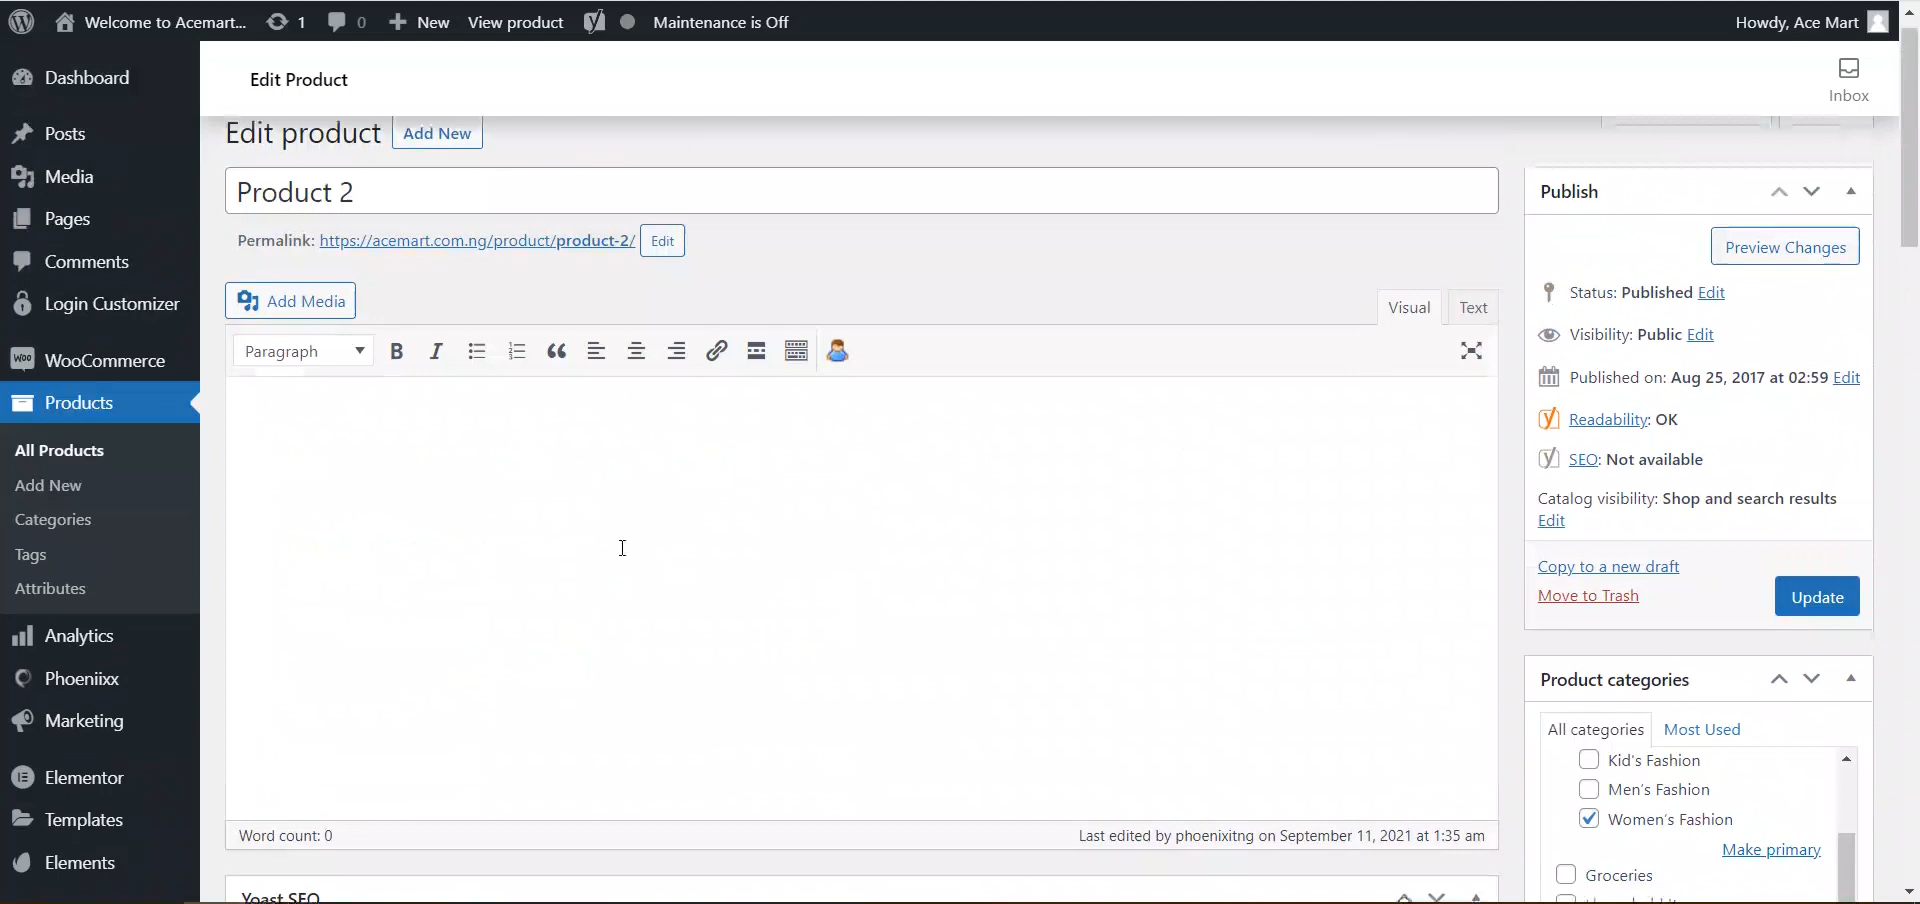 Welcome to Acemart...
1
0
New
View product
Maintenance is Off
Howdy, Ace Mart
Dashboard
Posts
Media
Pages
Comments
Login Customizer
Woo WooCommerce
Products
All Products
Add New
Categories
Tags
Attributes
Analytics
Phoeniixx
Marketing
Elementor
Templates
Elements
Edit Product
Inbox
Edit product
Add New
Product 2
Permalink: https://acemart.com.ng/product/product-2/ Edit
Add Media
Visual
Text
Paragraph
Word count: 0
Last edited by phoenixitng on September 11, 2021 at 1:35 am
Yoast SEO
Publish
Preview Changes
Status: Published Edit
Visibility: Public Edit
Published on: Aug 25, 2017 at 02:59 Edit
Readability: OK
SEO: Not available
Catalog visibility: Shop and search results
Edit
Copy to a new draft
Move to Trash
Update
Product categories
All categories
Most Used
Kid's Fashion
Men's Fashion
Women's Fashion
Make primary
Groceries